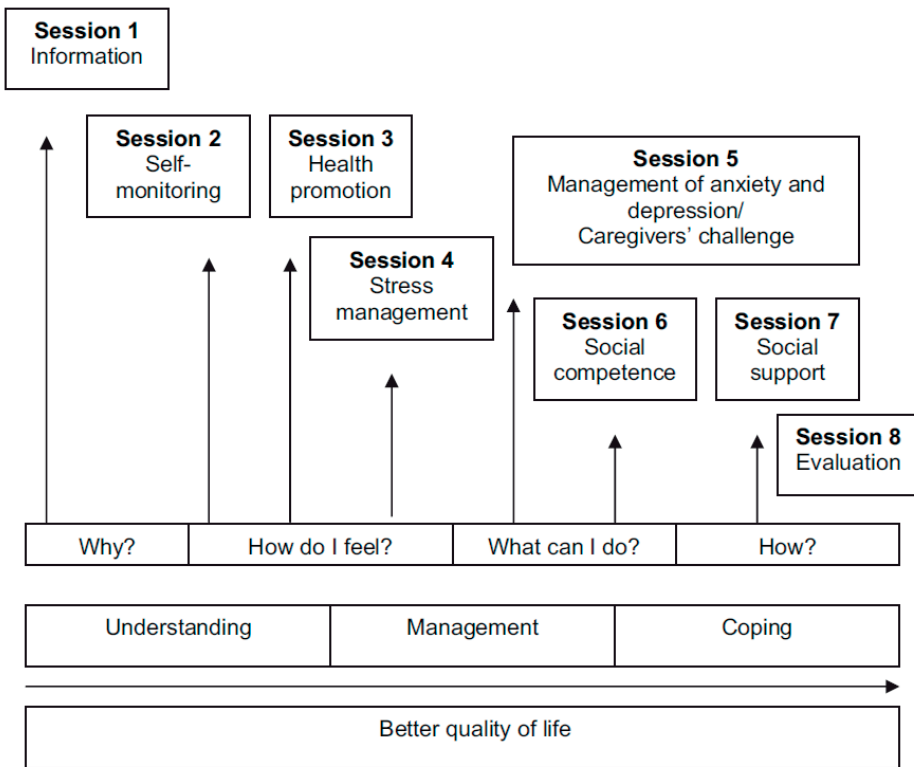 Session 1
Information
Session 2
Self-
monitoring
Session 3
Health
promotion
Session 4
Stress
management
Session 5
Management of anxiety and
depression/
Caregivers’ challenge
Session 6
Social
competence
Session 7
Social
support
Session 8
Evaluation
Why?
How do I feel?
What can I do?
How?
Understanding
Management
Coping
Better quality of life